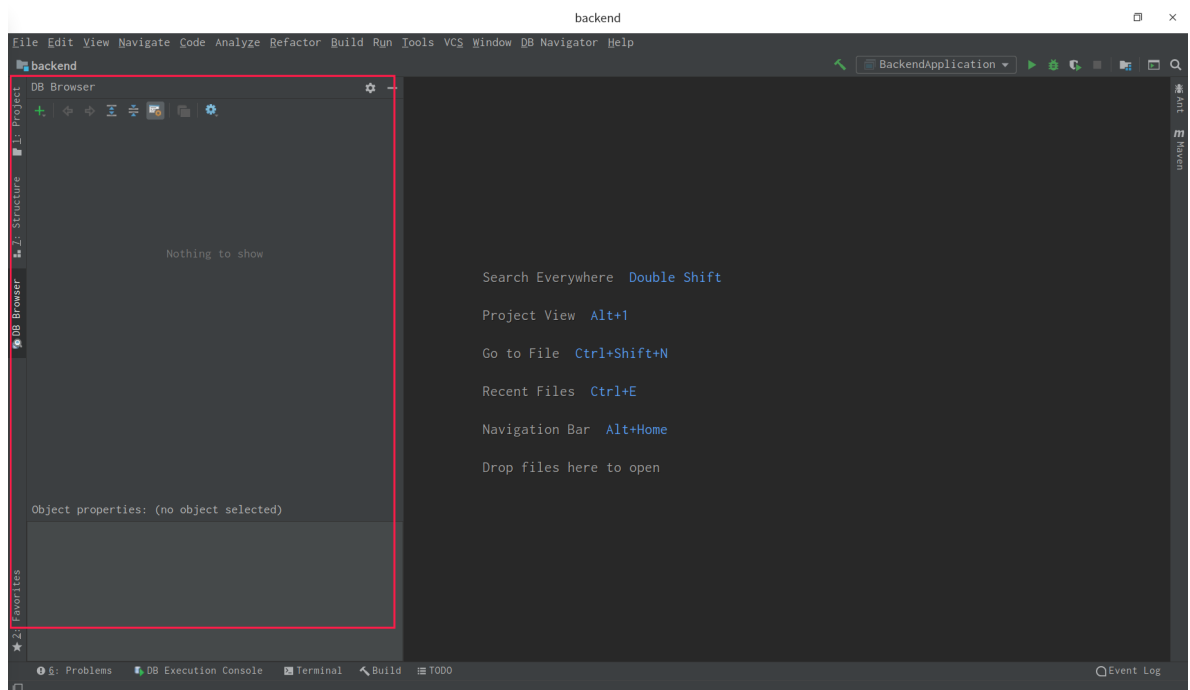 backend
File Edit View Navigate Code Analyze Refactor Build Run Tools VCS Window DB Navigator Help
backend
BackendApplication
DB Browser
1: Project
Z: Structure
DB Browser
2: Favorites
Nothing to show
Object properties: (no object selected)
Search Everywhere Double Shift
Project View Alt+1
Go to File Ctrl+Shift+N
Recent Files Ctrl+E
Navigation Bar Alt+Home
Drop files here to open
Ant
m Maven
6: Problems DB Execution Console Terminal Build TODO Event Log